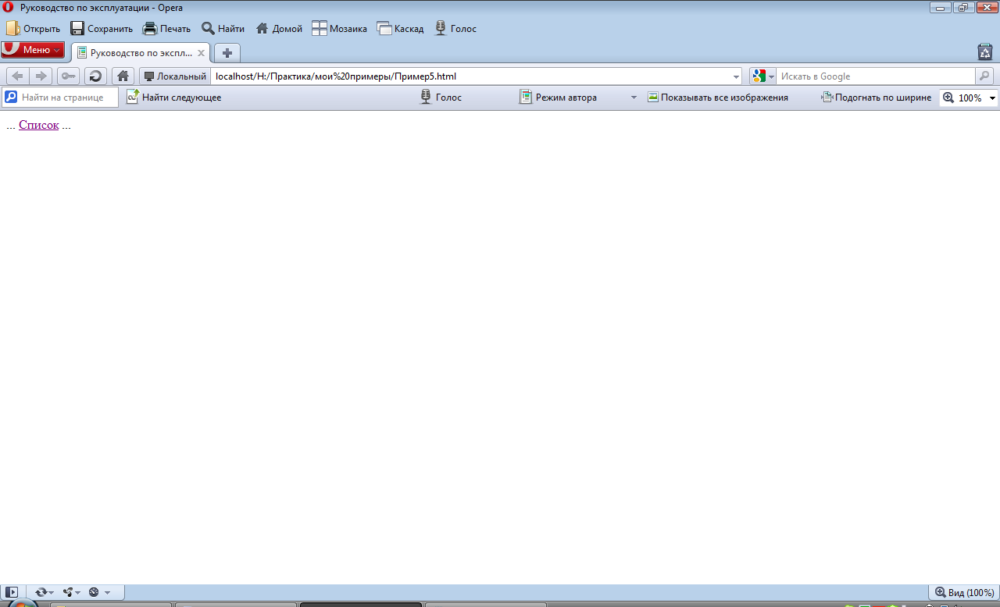 Руководство по эксплуатации - Opera
Открыть Сохранить Печать Найти Домой Мозаика Каскад Голос
Меню Руководство по экспл...
Локальный localhost/H:/Практика/мои%20примеры/Пример5.html Искать в Google
Найти на странице Найти следующее Голос Режим автора Показывать все изображения Подогнать по ширине 100%
... Список ...
Вид (100%)